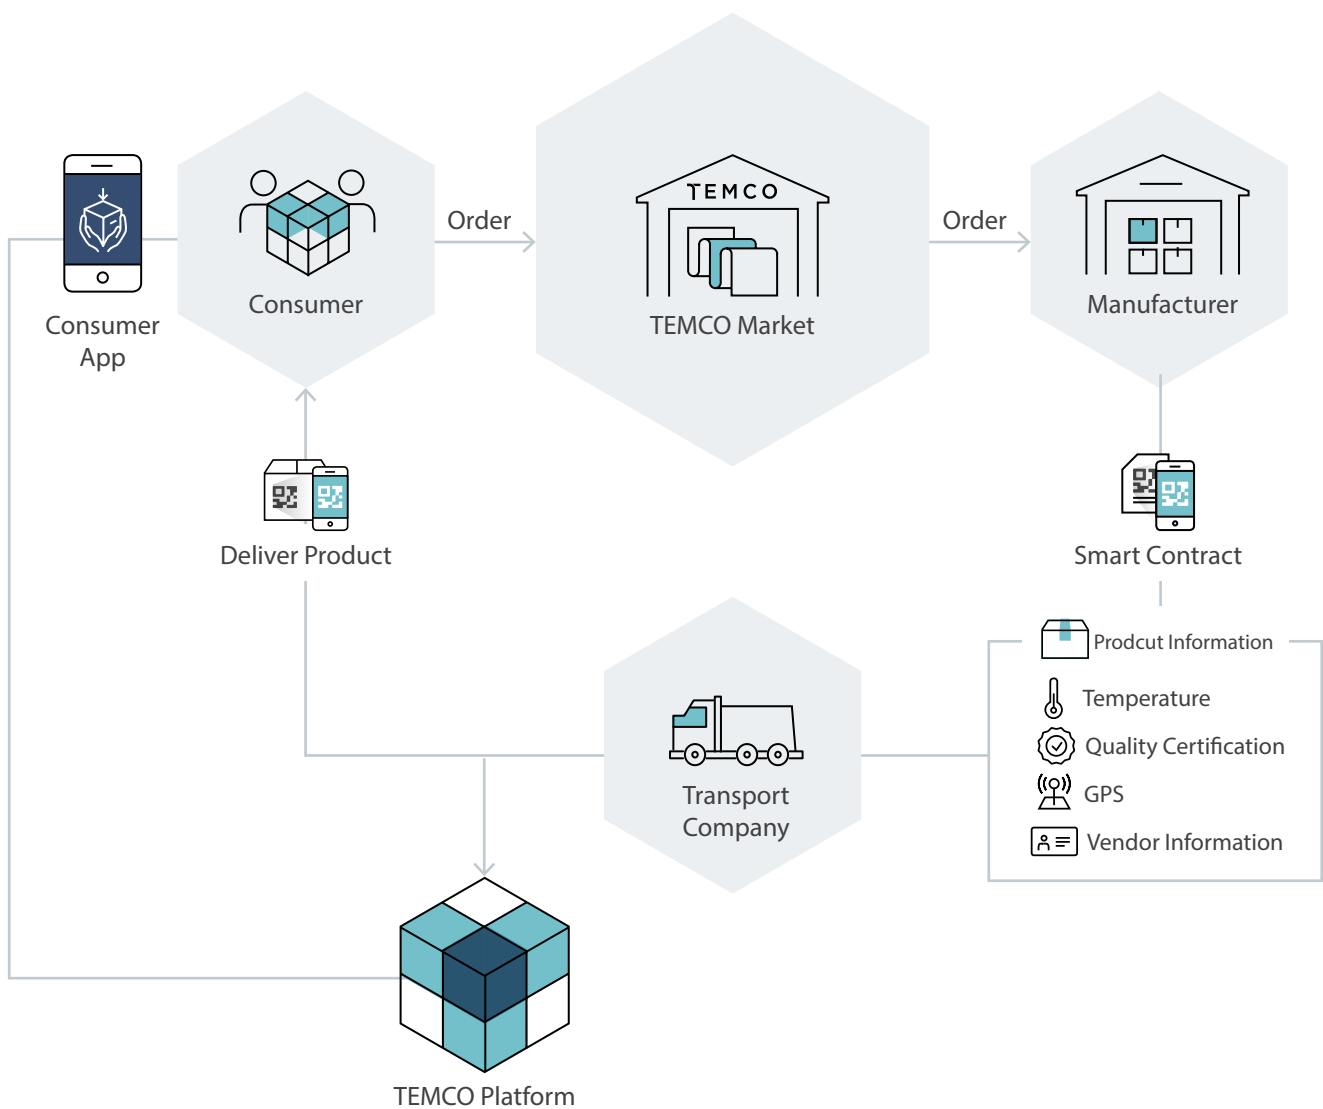 TEMCO
Order
Order
Consumer
Manufacturer
Consumer
App
TEMCO Market
Deliver Product
Smart Contract
Prodcut Information
Temperature
Quality Certification
GPS
Vendor Information
Transport
Company
TEMCO Platform